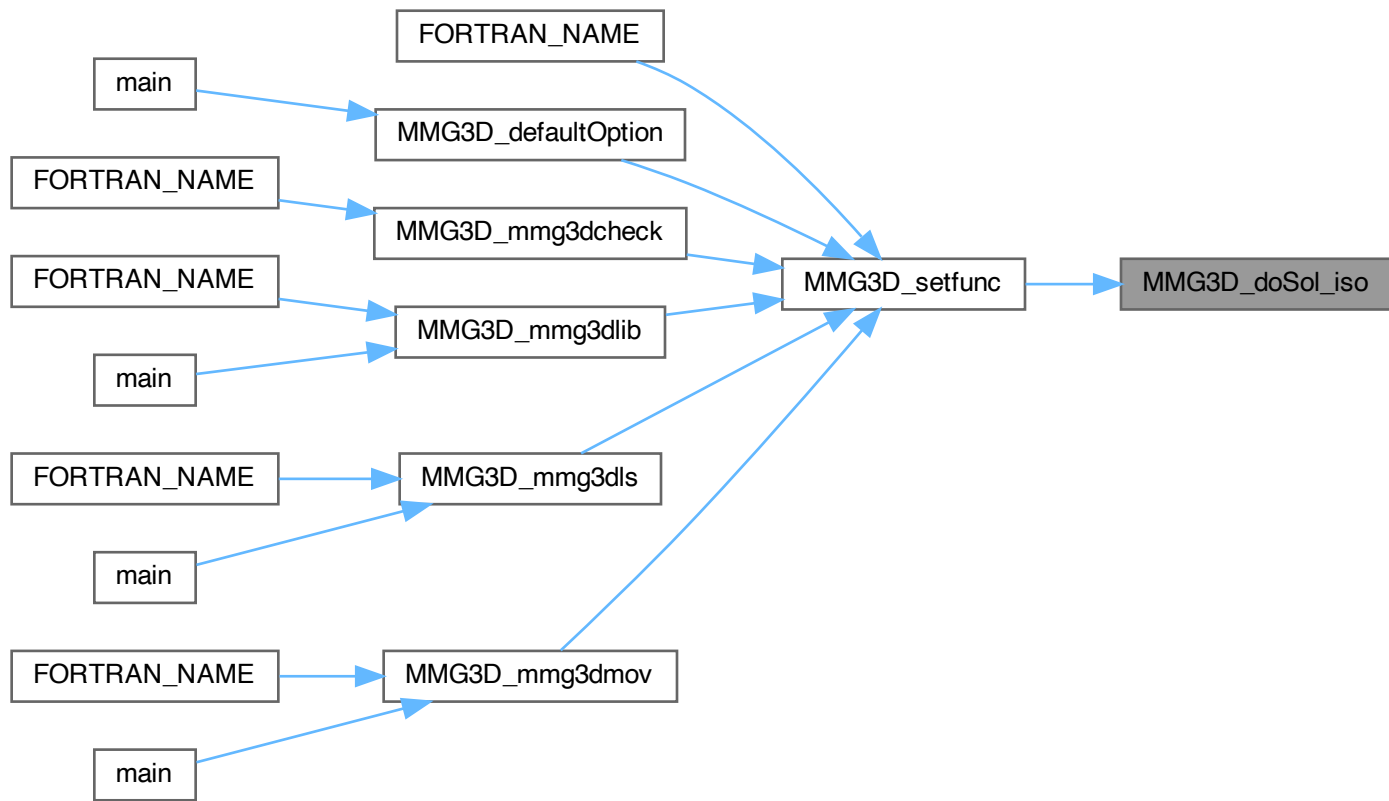 FORTRAN_NAME
main
MMG3D_defaultOption
FORTRAN_NAME
MMG3D_mmg3dcheck
FORTRAN_NAME
MMG3D_setfunc
MMG3D_doSol_iso
MMG3D_mmg3dlib
main
FORTRAN_NAME
MMG3D_mmg3dls
main
FORTRAN_NAME
MMG3D_mmg3dmov
main